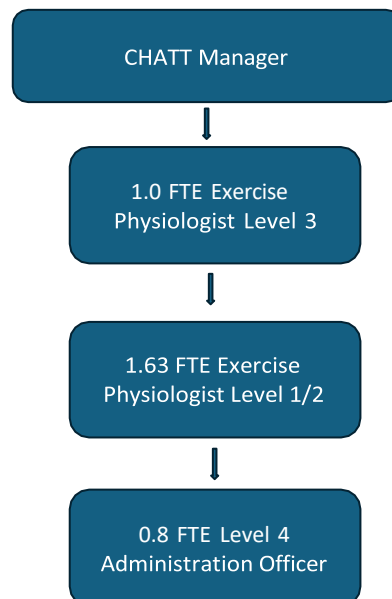 CHATT Manager
1.0 FTE Exercise
Physiologist Level 3
1.63 FTE Exercise
Physiologist Level 1/2
0.8 FTE Level 4
Administration Officer